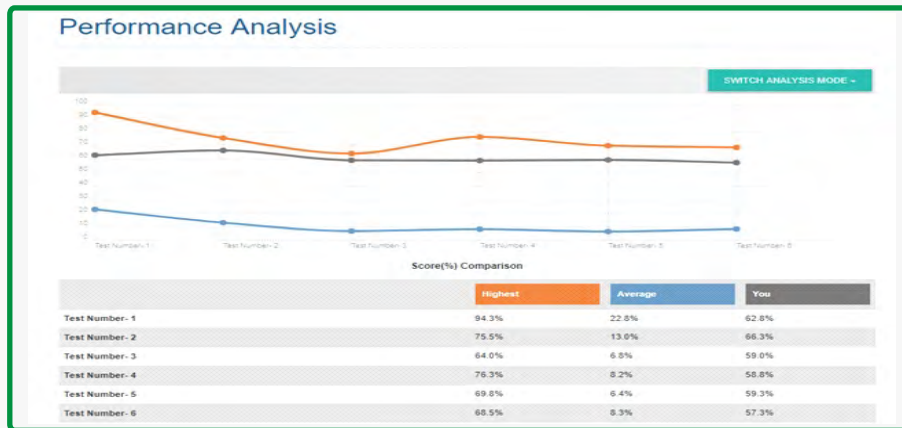 Performance Analysis
SWITCH ANALYSIS MODE
100
90
80
70
60
50
40
30
20
10
0
Test Number- 1 Test Number- 2 Test Number- 3 Test Number- 4 Test Number- 5 Test Number- 6
Score(%) Comparison
Highest Average You
Test Number- 1 94.3% 22.8% 62.8%
Test Number- 2 75.5% 13.0% 66.3%
Test Number- 3 64.0% 6.8% 59.0%
Test Number- 4 76.3% 8.2% 58.8%
Test Number- 5 69.8% 6.4% 59.3%
Test Number- 6 68.5% 8.3% 57.3%